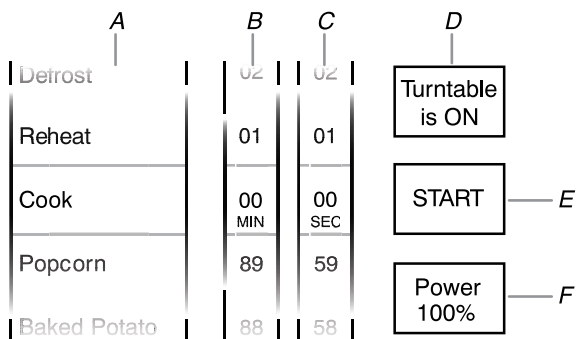 A B C D
Defrost 02 02
Turntable
is ON
Reheat 01 01
Cook 00 00 START E
MIN SEC
Popcorn 89 59
Power
100% F
Baked Potato 88 58